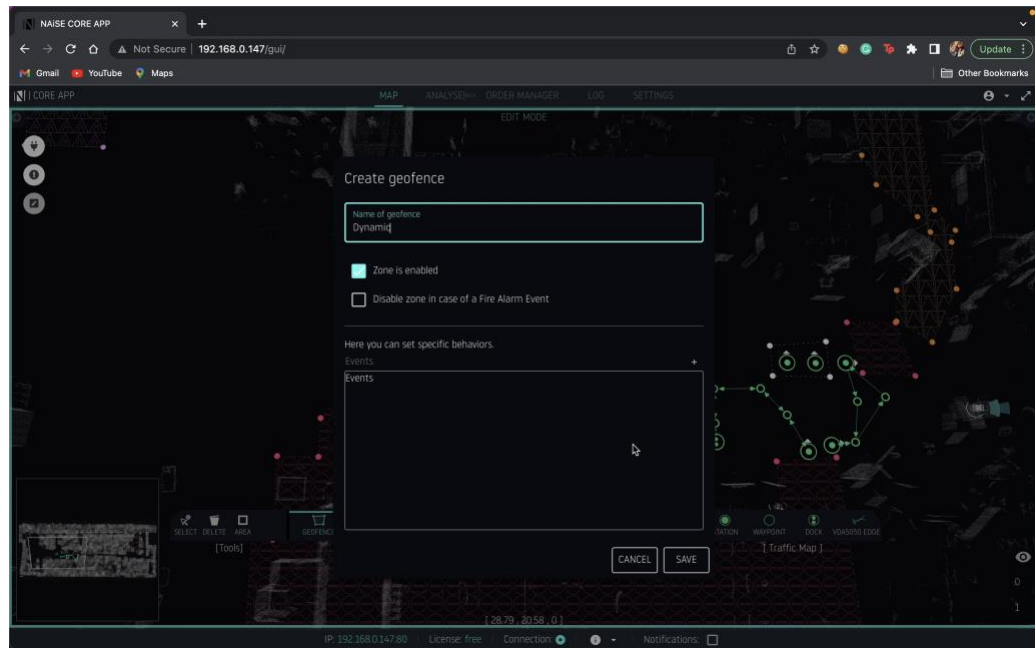 NAiSE CORE APP
Not Secure | 192.168.0.147/gui/
Update
Gmail YouTube Maps
Other Bookmarks
N | CORE APP MAP ORDER MANAGER LOG SETTINGS
EDIT MODE
Create geofence
Name of geofence
Dynamic
Zone is enabled
Disable zone in case of a Fire Alarm Event
Here you can set specific behaviors.
Events +
Events
SELECT DELETE AREA GEOFENC WAYPOINT DOCK VDA5050 EDGE
[Tools] [ Traffic Map ]
CANCEL SAVE
0
1
[ 28.79 , 20.58 , 0 ]
IP: 192.168.0.147:80 License: free Connection: Notifications: